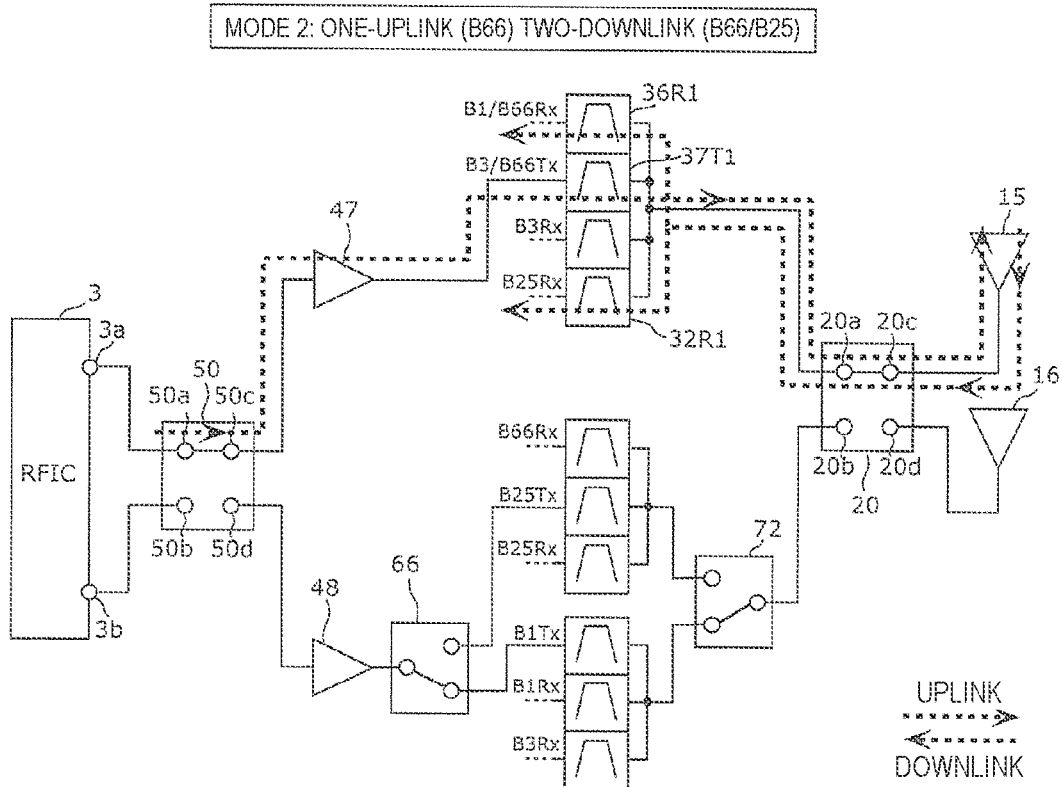 MODE 2: ONE-UPLINK (B66) TWO-DOWNLINK (B66/B25)
36R1
B1/B66Rx
37T1
B3/B66Tx
47
15
B3Rx
B25Rx
3
32R1
3a
20a 20c
50
50a 50c
16
RFIC
B66Rx
20b 20d
20
B25Tx
50b 50d
72
B25Rx
66
48
3b
B1Tx
B1Rx
UPLINK
B3Rx
DOWNLINK